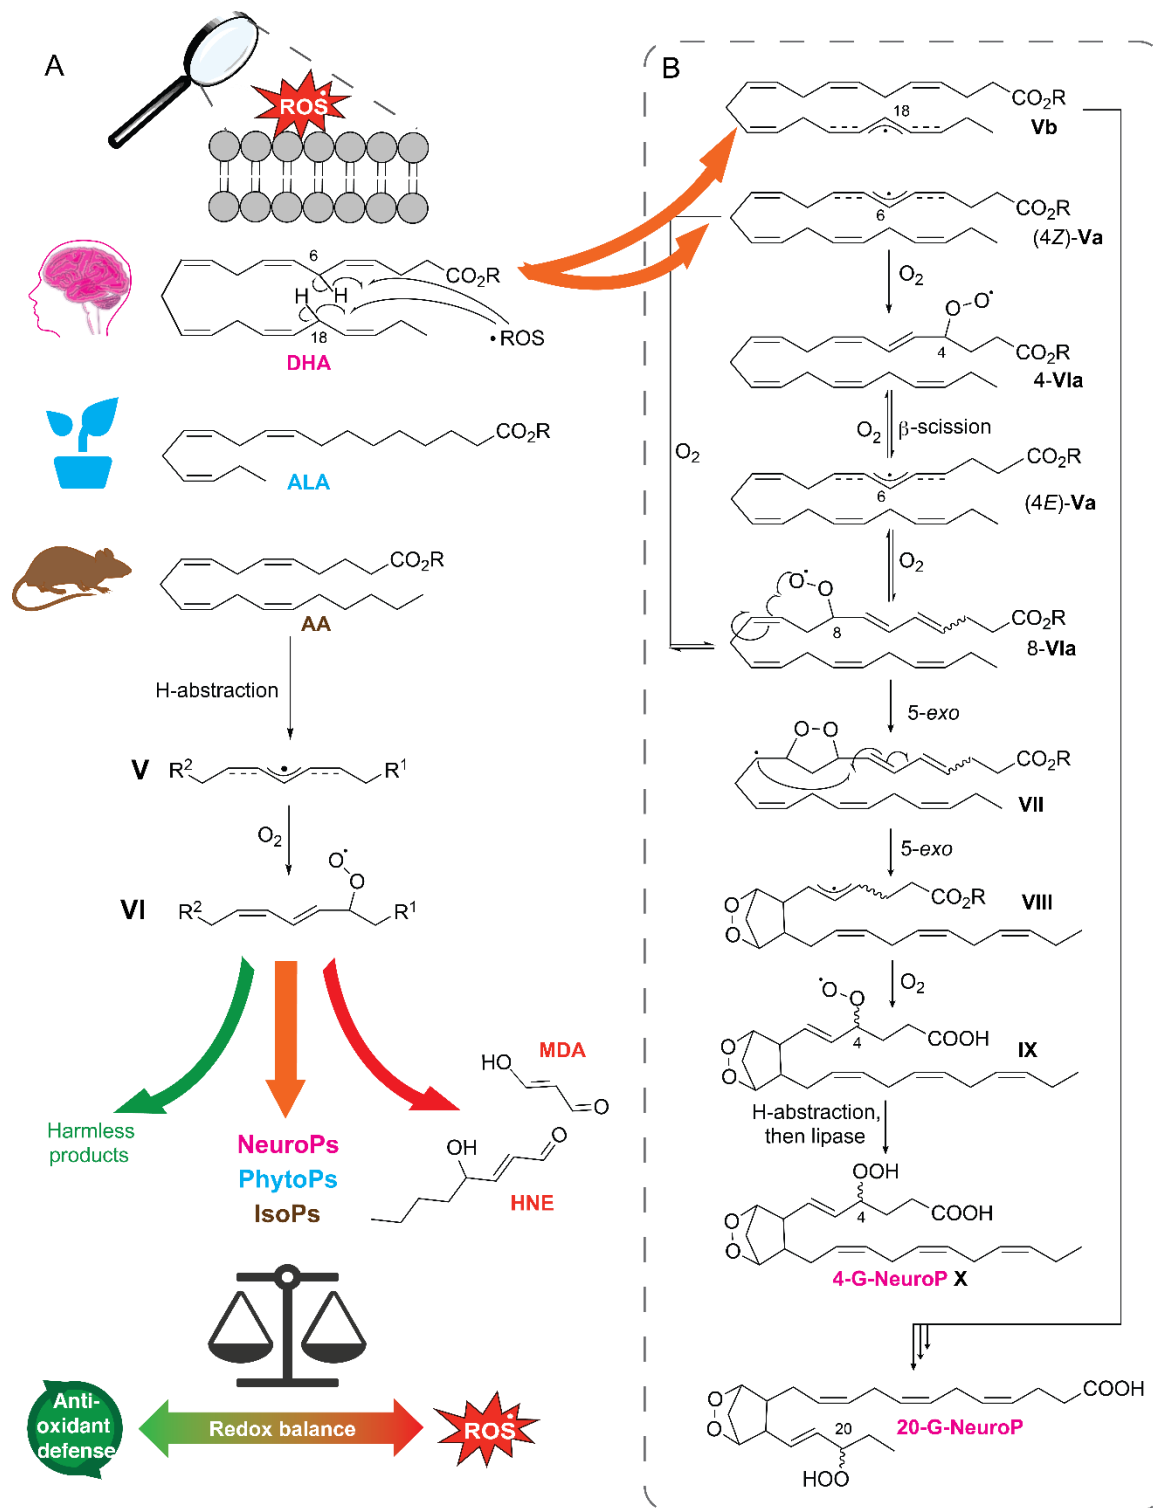 A
ROS•
6
CO₂R
H
H
18
•ROS
DHA
CO₂R
ALA
CO₂R
AA
H-abstraction
V
R²
•
R¹
O₂
O•
O
VI
R²
R¹
Harmless
products
NeuroPs
PhytoPs
IsoPs
MDA
HO
O
OH
O
HNE
Anti-
oxidant
defense
Redox balance
ROS•
B
CO₂R
18
•
Vb
•
6
CO₂R
(4Z)-Va
O₂
O-O•
4
CO₂R
4-VIa
O₂
β-scission
O₂
CO₂R
•
6
(4E)-Va
O₂
O•
O
8
CO₂R
8-VIa
5-exo
O-O
•
CO₂R
VII
5-exo
•
O
O
CO₂R
VIII
O₂
•O
O
4
COOH
O
O
IX
H-abstraction,
then lipase
OOH
4
COOH
O
O
4-G-NeuroP X
COOH
O
O
20
20-G-NeuroP
HOO